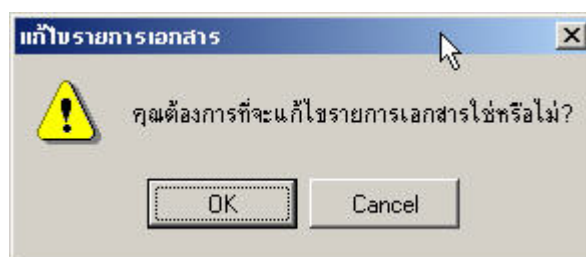 แก้ไขรายการเอกสาร
คุณต้องการที่จะแก้ไขรายการเอกสารใช่หรือไม่?
OK
Cancel